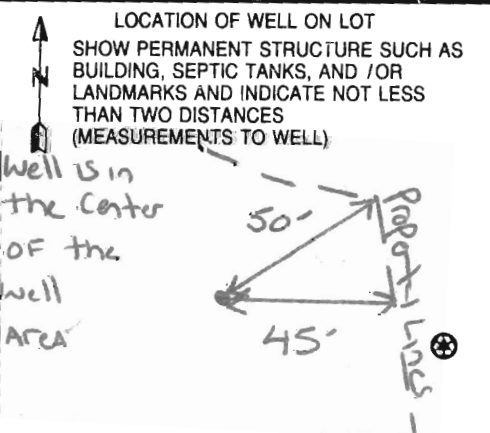 LOCATION OF WELL ON LOT
SHOW PERMANENT STRUCTURE SUCH AS
BUILDING, SEPTIC TANKS, AND /OR
LANDMARKS AND INDICATE NOT LESS
THAN TWO DISTANCES
(MEASUREMENTS TO WELL)
N
Well is in
the Center
OF the
well
Area
50'
45'
Lines